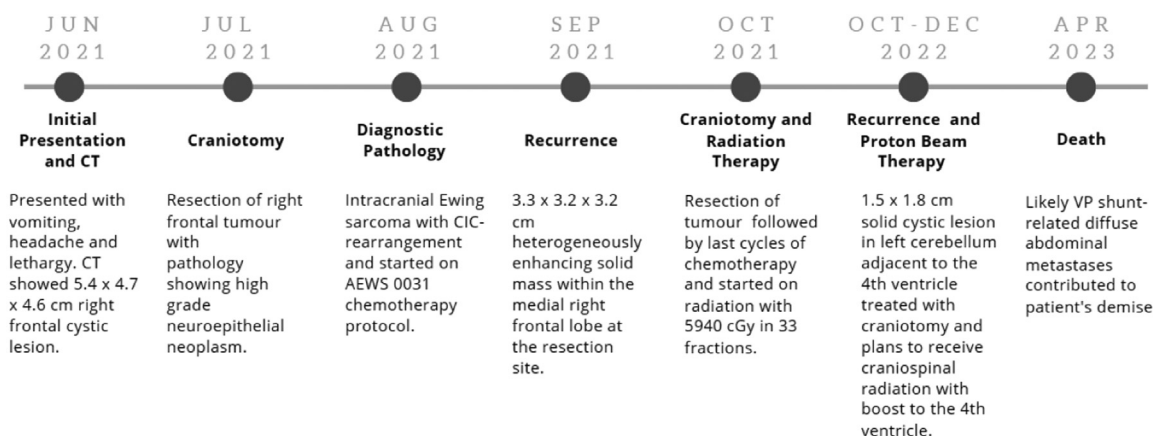 JUN
2021
Initial
Presentation
and CT
Presented with
vomiting,
headache and
lethargy. CT
showed 5.4 x 4.7
x 4.6 cm right
frontal cystic
lesion.
JUL
2021
Craniotomy
Resection of right
frontal tumour
with
pathology
showing high
grade
neuroepithelial
neoplasm.
AUG
2021
Diagnostic
Pathology
Intracranial Ewing
sarcoma with CIC-
rearrangement
and started on
AEWS 0031
chemotherapy
protocol.
SEP
2021
Recurrence
3.3 x 3.2 x 3.2
cm
heterogeneously
enhancing solid
mass within the
medial right
frontal lobe at
the resection
site.
OCT
2021
Craniotomy and
Radiation
Therapy
Resection of
tumour followed
by last cycles of
chemotherapy
and started on
radiation with
5940 cGy in 33
fractions.
OCT-DEC
2022
Recurrence and
Proton Beam
Therapy
1.5 x 1.8 cm
solid cystic lesion
in left cerebellum
adjacent to the
4th ventricle
treated with
craniotomy and
plans to receive
craniospinal
radiation with
boost to the 4th
ventricle.
APR
2023
Death
Likely VP shunt-
related diffuse
abdominal
metastases
contributed to
patient's demise